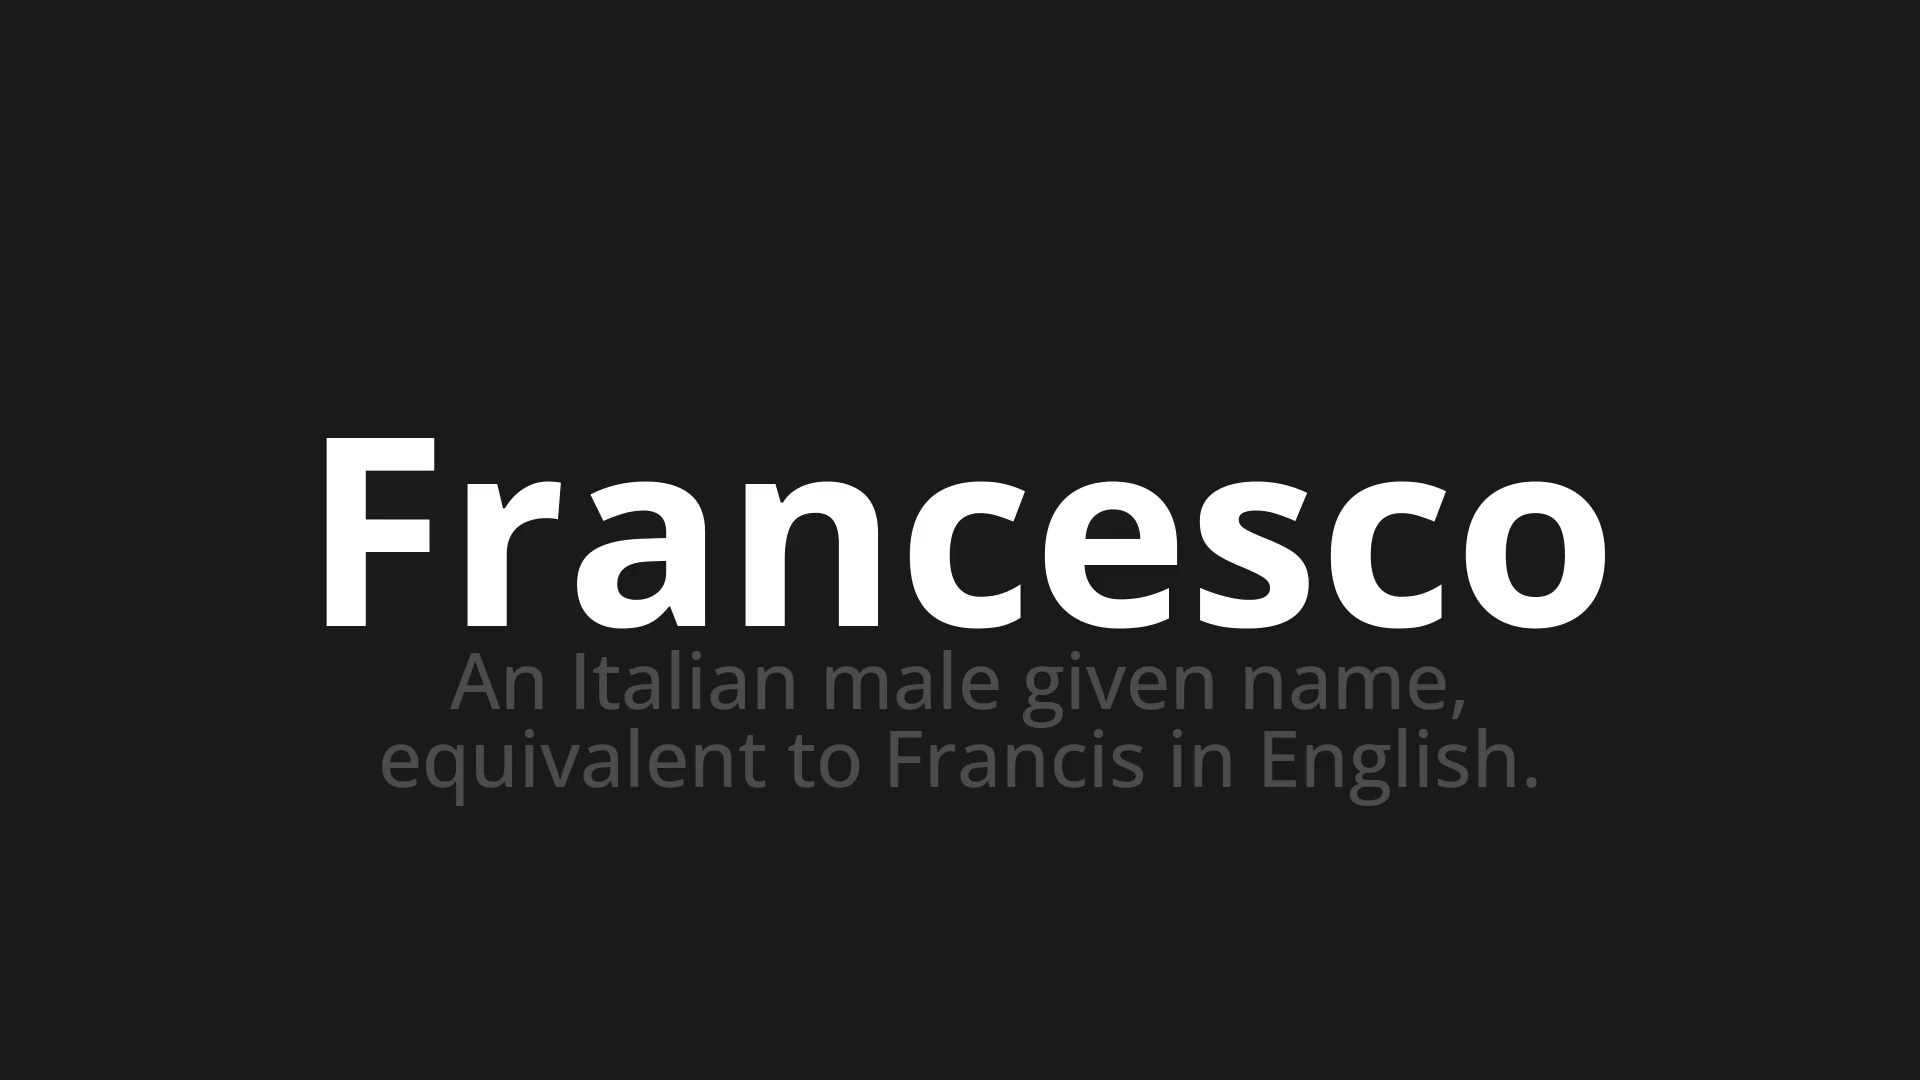 Francesco
An Italian male given name,
equivalent to Francis in English.